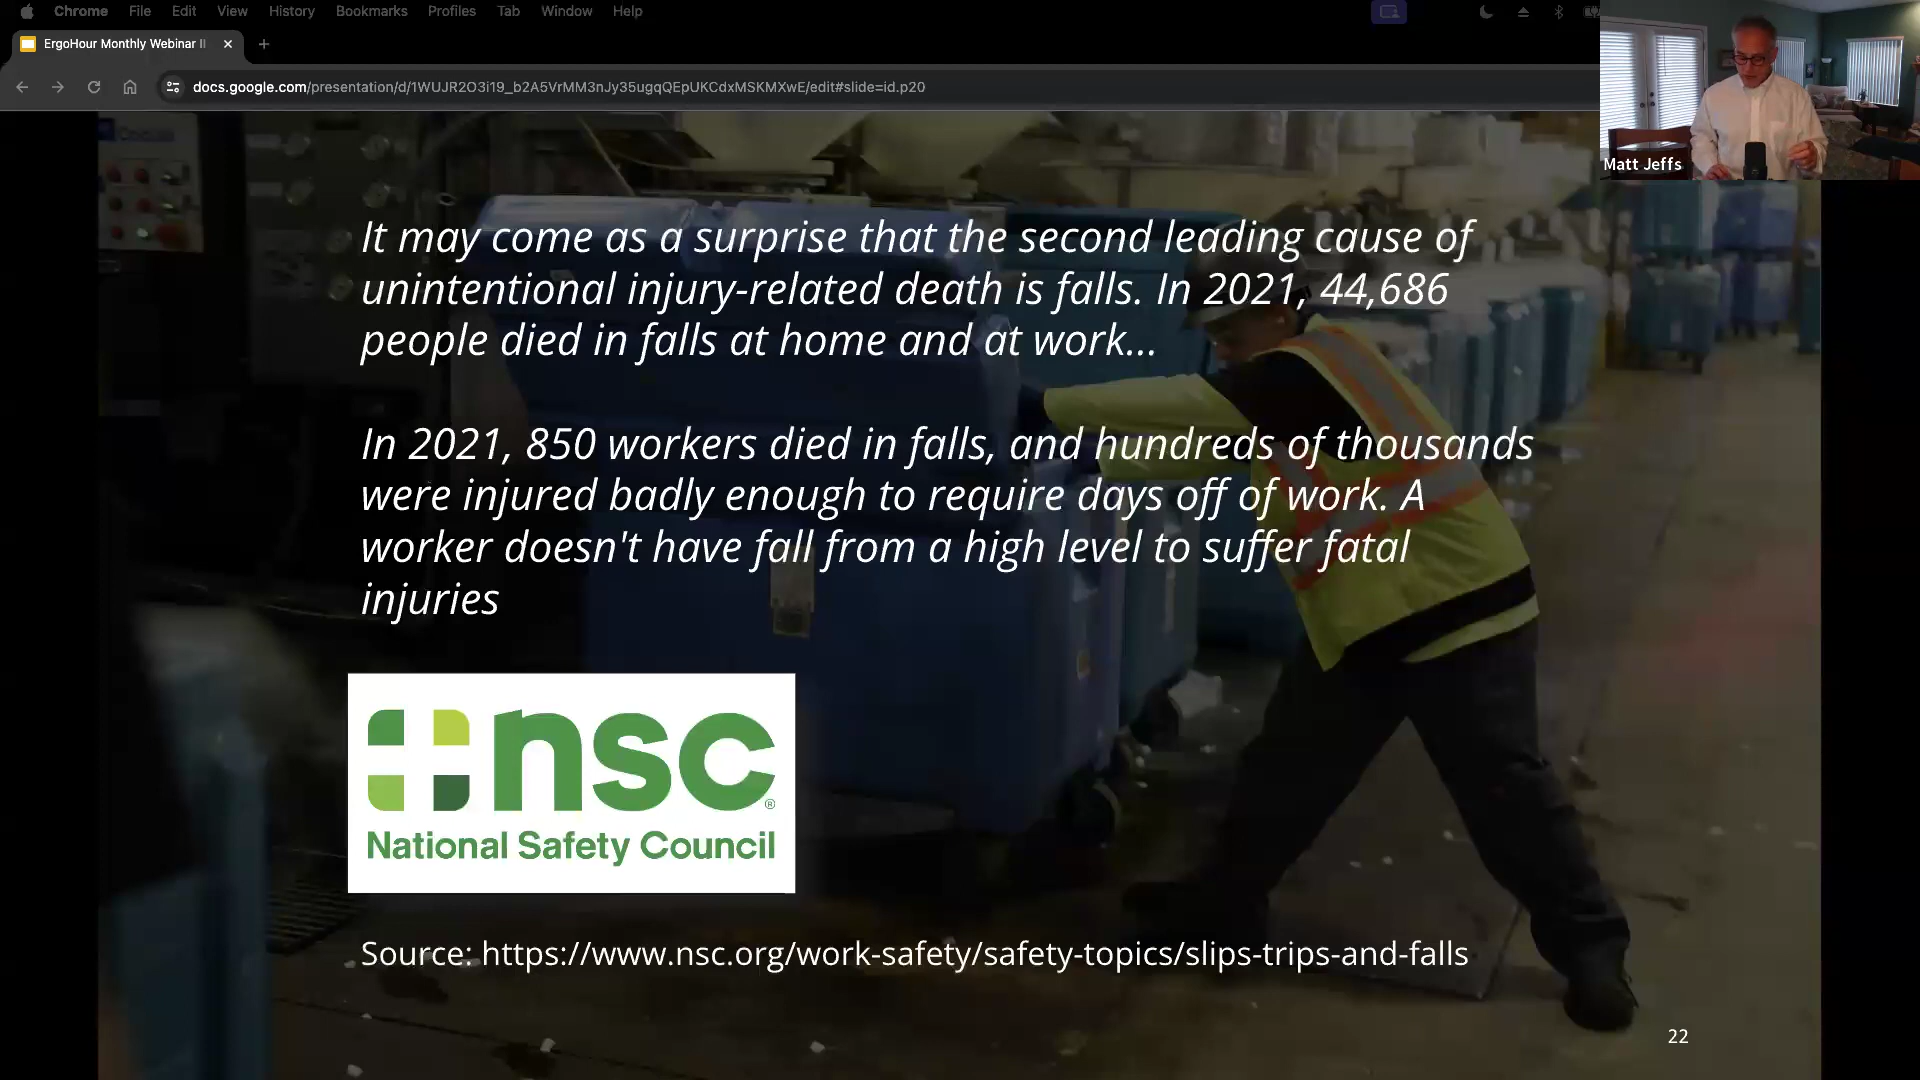 Chrome File Edit View History Bookmarks Profiles Tab Window Help
ErgoHour Monthly Webinar
docs.google.com/presentation/d/1WUJR2O3i19_b2A5VrMM3nJy35ugqQEpUKCdxMSKMXwE/edit#slide=id.p20
Matt Jeffs
It may come as a surprise that the second leading cause of
unintentional injury-related death is falls. In 2021, 44,686
people died in falls at home and at work...
In 2021, 850 workers died in falls, and hundreds of thousands
were injured badly enough to require days off of work. A
worker doesn't have fall from a high level to suffer fatal
injuries
nsc®
National Safety Council
Source: https://www.nsc.org/work-safety/safety-topics/slips-trips-and-falls
22